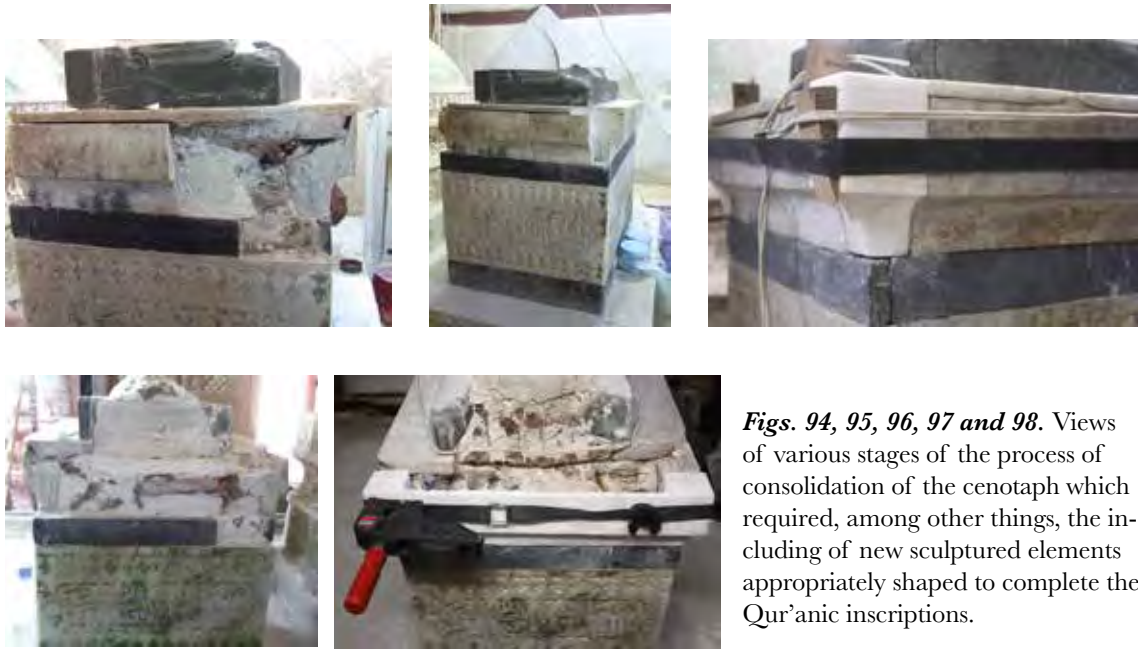 Figs. 94, 95, 96, 97 and 98. Views
of various stages of the process of
consolidation of the cenotaph which
required, among other things, the in-
cluding of new sculptured elements
appropriately shaped to complete the
Qur’anic inscriptions.